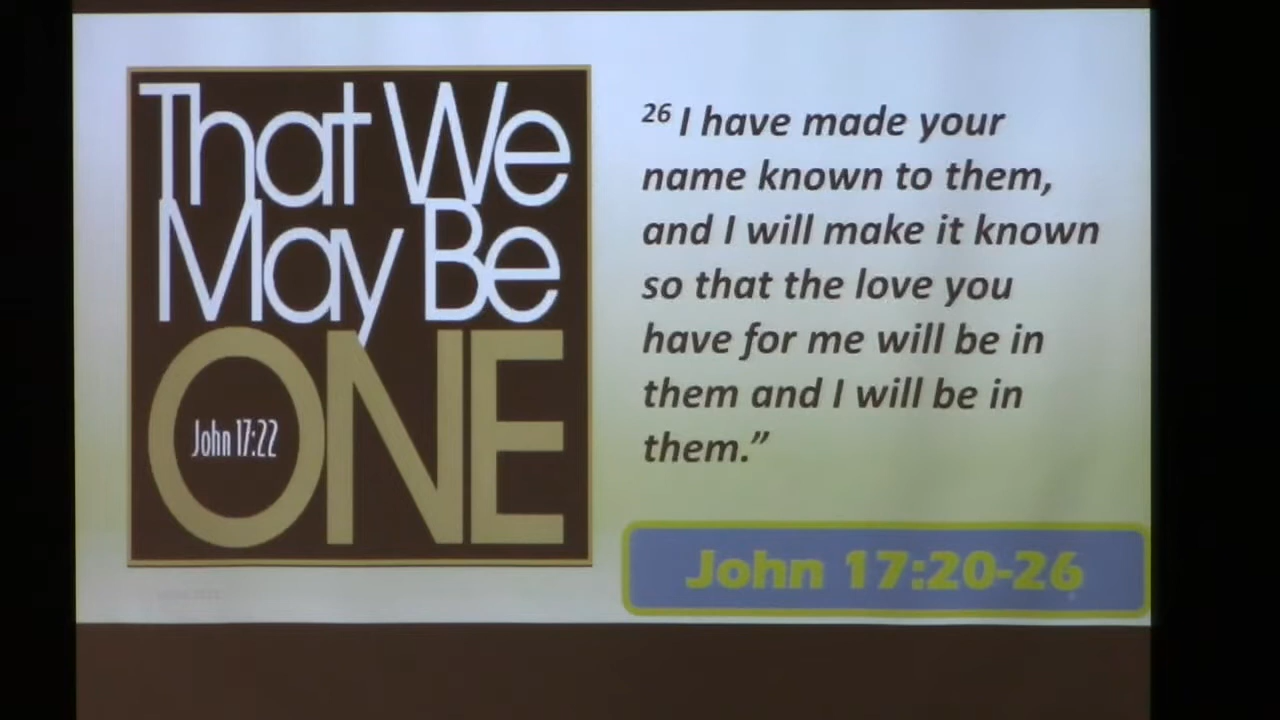 That We
May Be
ONE
John 17:22
26 I have made your
name known to them,
and I will make it known
so that the love you
have for me will be in
them and I will be in
them.”
John 17:20-26